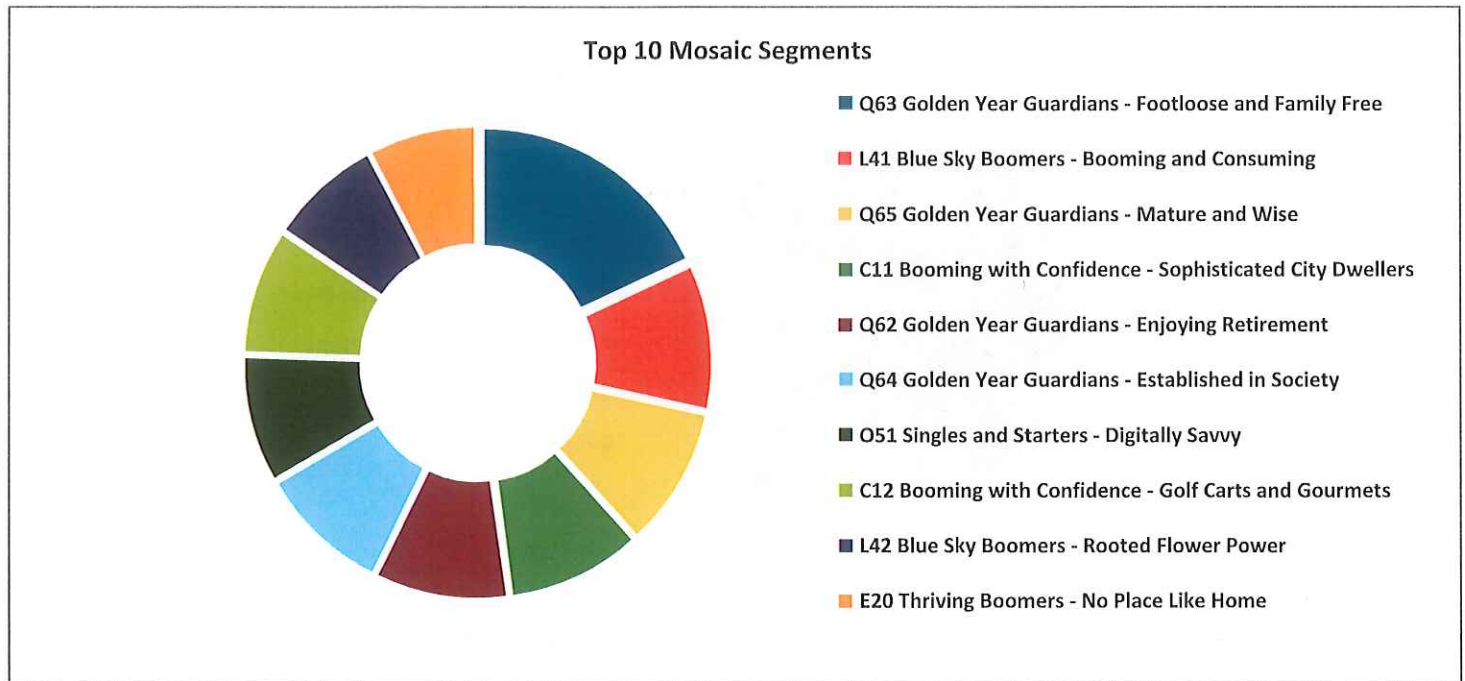 Top 10 Mosaic Segments
Q63 Golden Year Guardians - Footloose and Family Free
L41 Blue Sky Boomers - Booming and Consuming
Q65 Golden Year Guardians - Mature and Wise
C11 Booming with Confidence - Sophisticated City Dwellers
Q62 Golden Year Guardians - Enjoying Retirement
Q64 Golden Year Guardians - Established in Society
O51 Singles and Starters - Digitally Savvy
C12 Booming with Confidence - Golf Carts and Gourmets
L42 Blue Sky Boomers - Rooted Flower Power
E20 Thriving Boomers - No Place Like Home